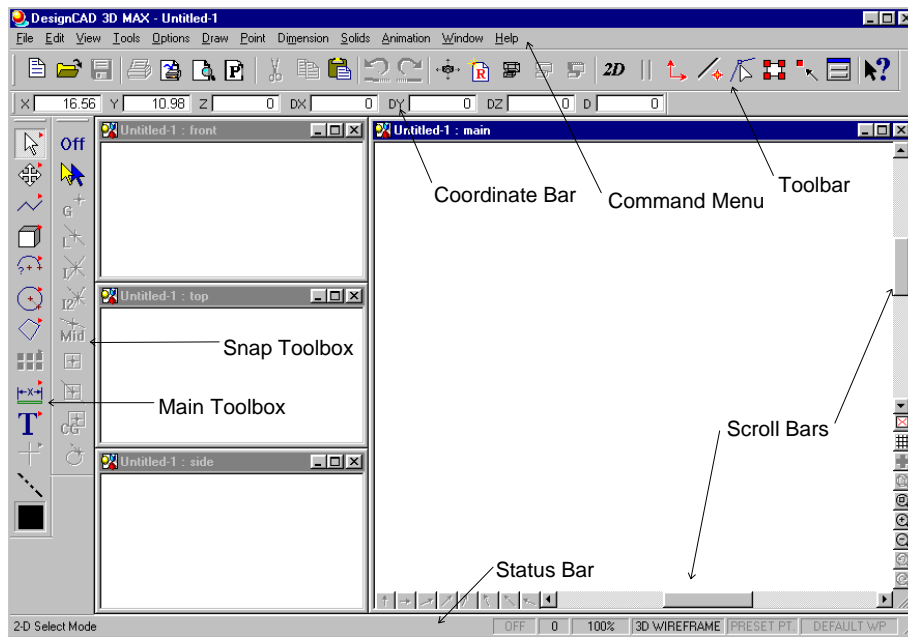 DesignCAD 3D MAX - Untitled-1
File Edit View Tools Options Draw Point Dimension Solids Animation Window Help
P R 2D ?
X 16.56 Y 10.98 Z 0 DX 0 DY 0 DZ 0 D 0
Untitled-1 : front
Untitled-1 : main
Off
G
L
I
I2
Mid
CG
?
X
T
Coordinate Bar
Command Menu
Toolbar
Untitled-1 : top
Snap Toolbox
Main Toolbox
Scroll Bars
Untitled-1 : side
Status Bar
2-D Select Mode OFF 0 100% 3D WIREFRAME PRESET PT. DEFAULT WP